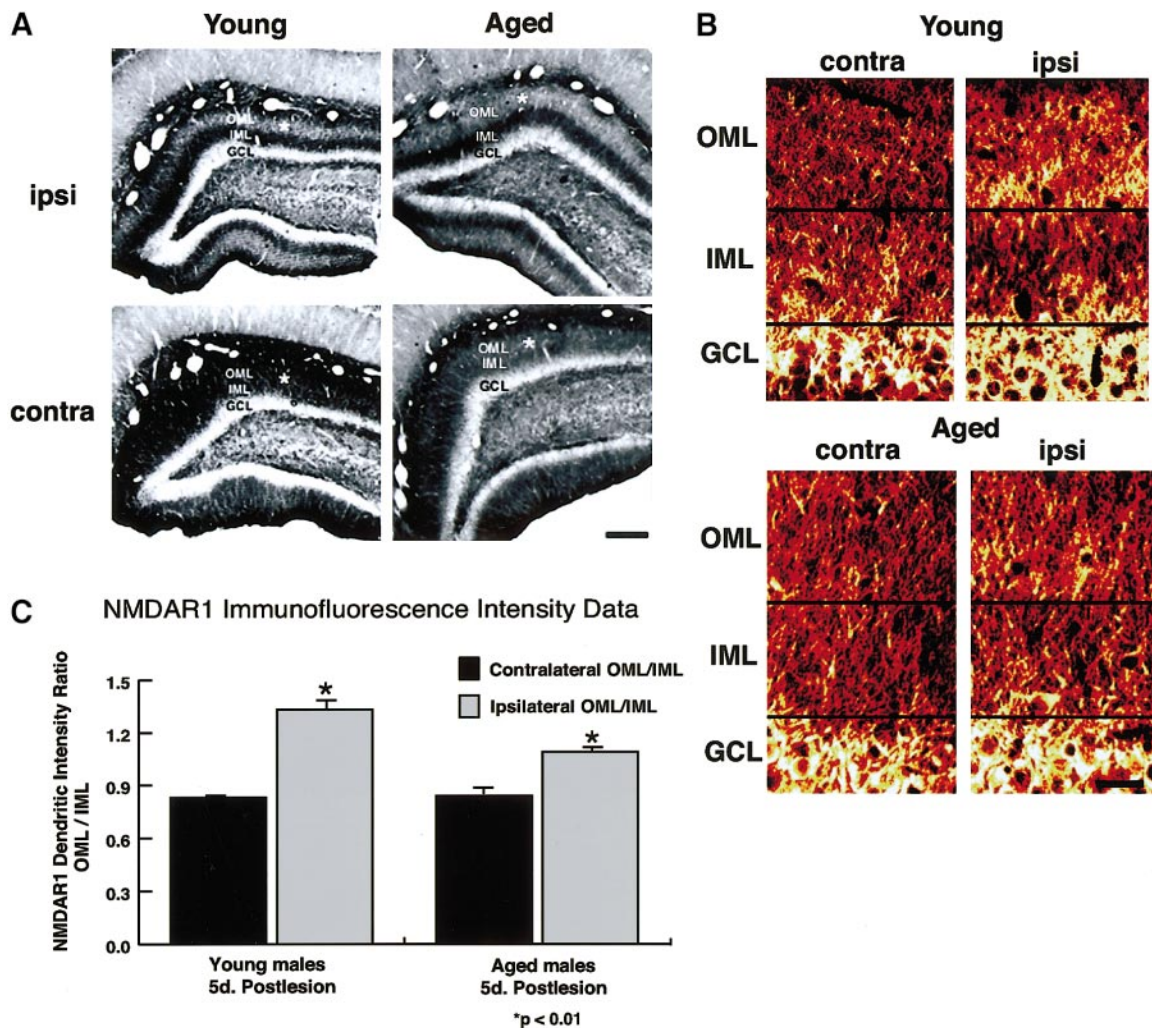 A
Young
Aged
ipsi
OML
*
IML
GCL
OML
*
IML
GCL
contra
OML
*
IML
GCL
OML
*
IML
GCL
B
Young
contra
ipsi
OML
IML
GCL
Aged
contra
ipsi
OML
IML
GCL
C
NMDAR1 Immunofluorescence Intensity Data
Contralateral OML/IML
Ipsilateral OML/IML
NMDAR1 Dendritic Intensity Ratio
OML / IML
1.5
1.2
0.9
0.6
0.3
0.0
*
*
Young males
5d. Postlesion
Aged males
5d. Postlesion
*p < 0.01